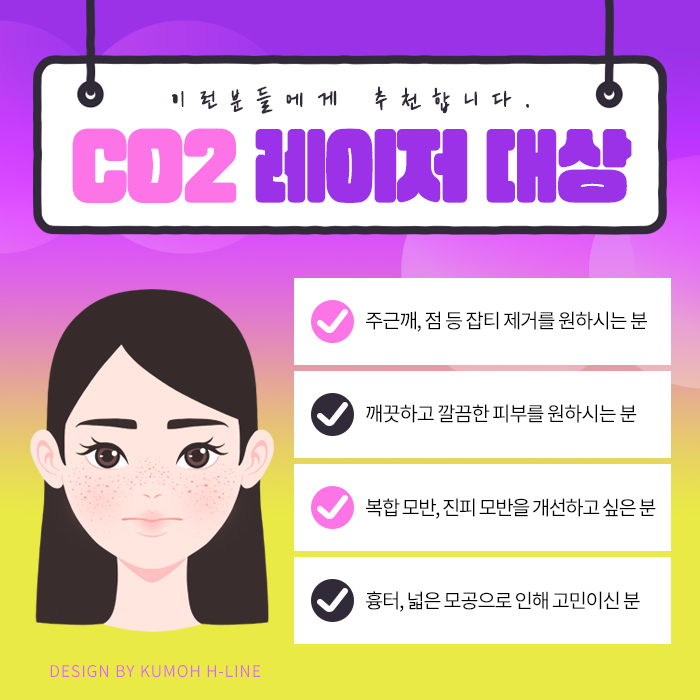 이런분들에게 추천합니다.
CO2 레이저 대상
주근깨, 점 등 잡티 제거를 원하시는 분
깨끗하고 깔끔한 피부를 원하시는 분
복합 모반, 진피 모반을 개선하고 싶은 분
흉터, 넓은 모공으로 인해 고민이신 분
DESIGN BY KUMOH H-LINE